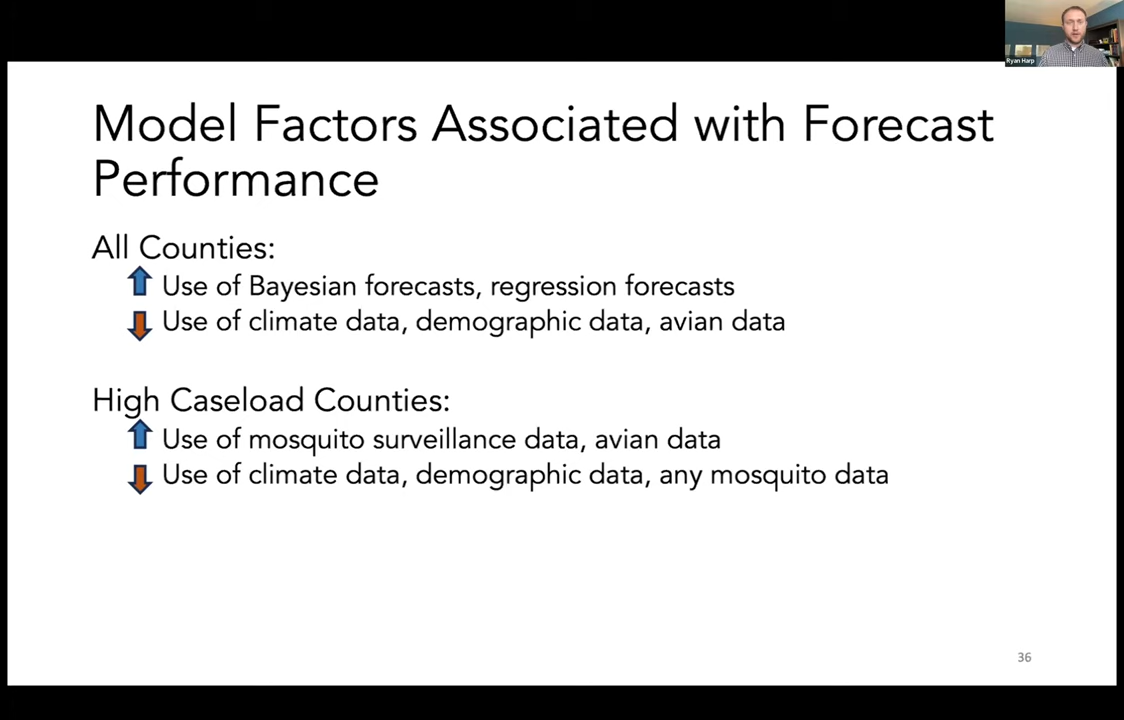 Ryan Harp
Model Factors Associated with Forecast
Performance
All Counties:
Use of Bayesian forecasts, regression forecasts
Use of climate data, demographic data, avian data
High Caseload Counties:
Use of mosquito surveillance data, avian data
Use of climate data, demographic data, any mosquito data
36